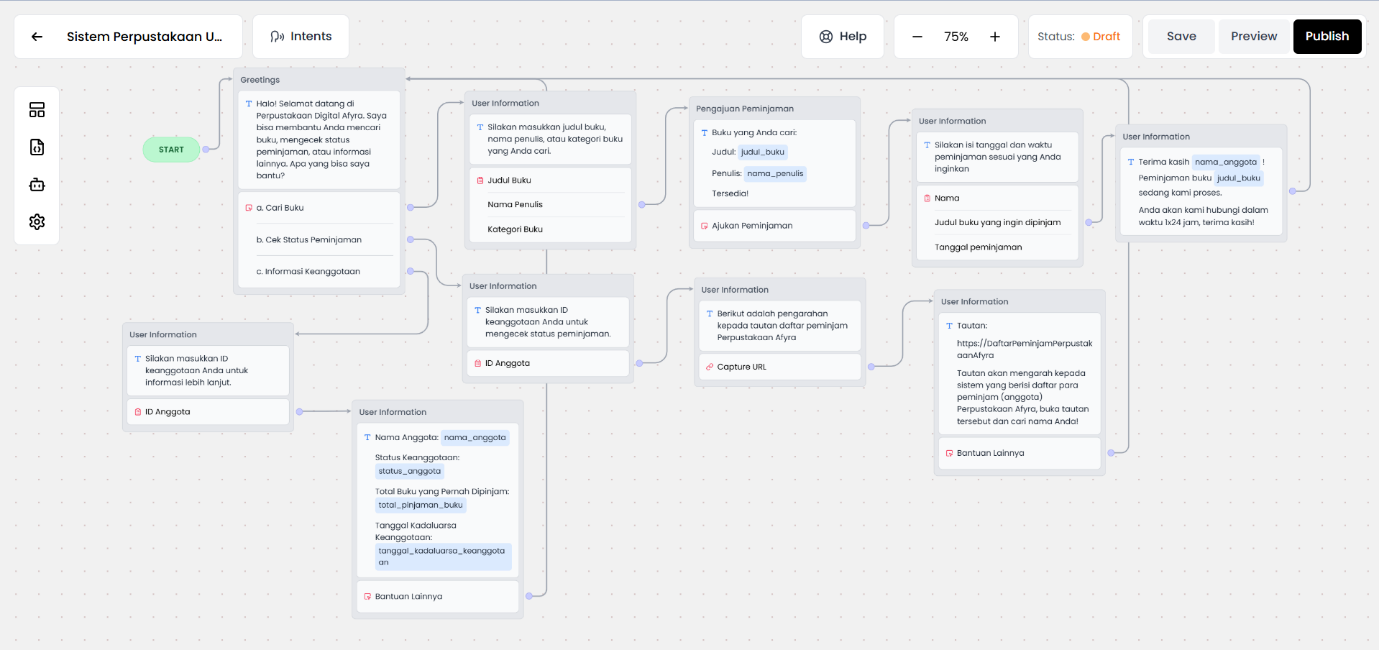 Sistem Perpustakaan U...
Intents
Help
75%
Status: Draft
Save
Preview
Publish
START
Greetings
Halo! Selamat datang di
Perpustakaan Digital Afyra. Saya
bisa membantu Anda mencari
buku, mengecek status
peminjaman, atau informasi
lainnya. Apa yang bisa saya
bantu?
a. Cari Buku
b. Cek Status Peminjaman
c. Informasi Keanggotaan
User Information
Silakan masukkan judul buku,
nama penulis, atau kategori buku
yang Anda cari.
Judul Buku
Nama Penulis
Kategori Buku
Pengajuan Peminjaman
Buku yang Anda cari:
Judul: judul_buku
Penulis: nama_penulis
Tersedia!
Ajukan Peminjaman
User Information
Silakan isi tanggal dan waktu
peminjaman sesuai yang Anda
inginkan
Nama
Judul buku yang ingin dipinjam
Tanggal peminjaman
User Information
Terima kasih nama_anggota !
Peminjaman buku judul_buku
sedang kami proses.
Anda akan kami hubungi dalam
waktu 1x24 jam, terima kasih!
User Information
Silakan masukkan ID
keanggotaan Anda untuk
mengecek status peminjaman.
ID Anggota
User Information
Berikut adalah pengarahan
kepada tautan daftar peminjam
Perpustakaan Afyra
Capture URL
User Information
Tautan:
https://DaftarPeminjamPerpustak
aanAfyra
Tautan akan mengarah kepada
sistem yang berisi daftar para
peminjam (anggota)
Perpustakaan Afyra, buka tautan
tersebut dan cari nama Anda!
Bantuan Lainnya
User Information
Silakan masukkan ID
keanggotaan Anda untuk
informasi lebih lanjut.
ID Anggota
User Information
Nama Anggota: nama_anggota
Status Keanggotaan:
status_anggota
Total Buku yang Pernah Dipinjam:
total_pinjaman_buku
Tanggal Kadaluarsa
Keanggotaan:
tanggal_kadaluarsa_keanggota
an
Bantuan Lainnya